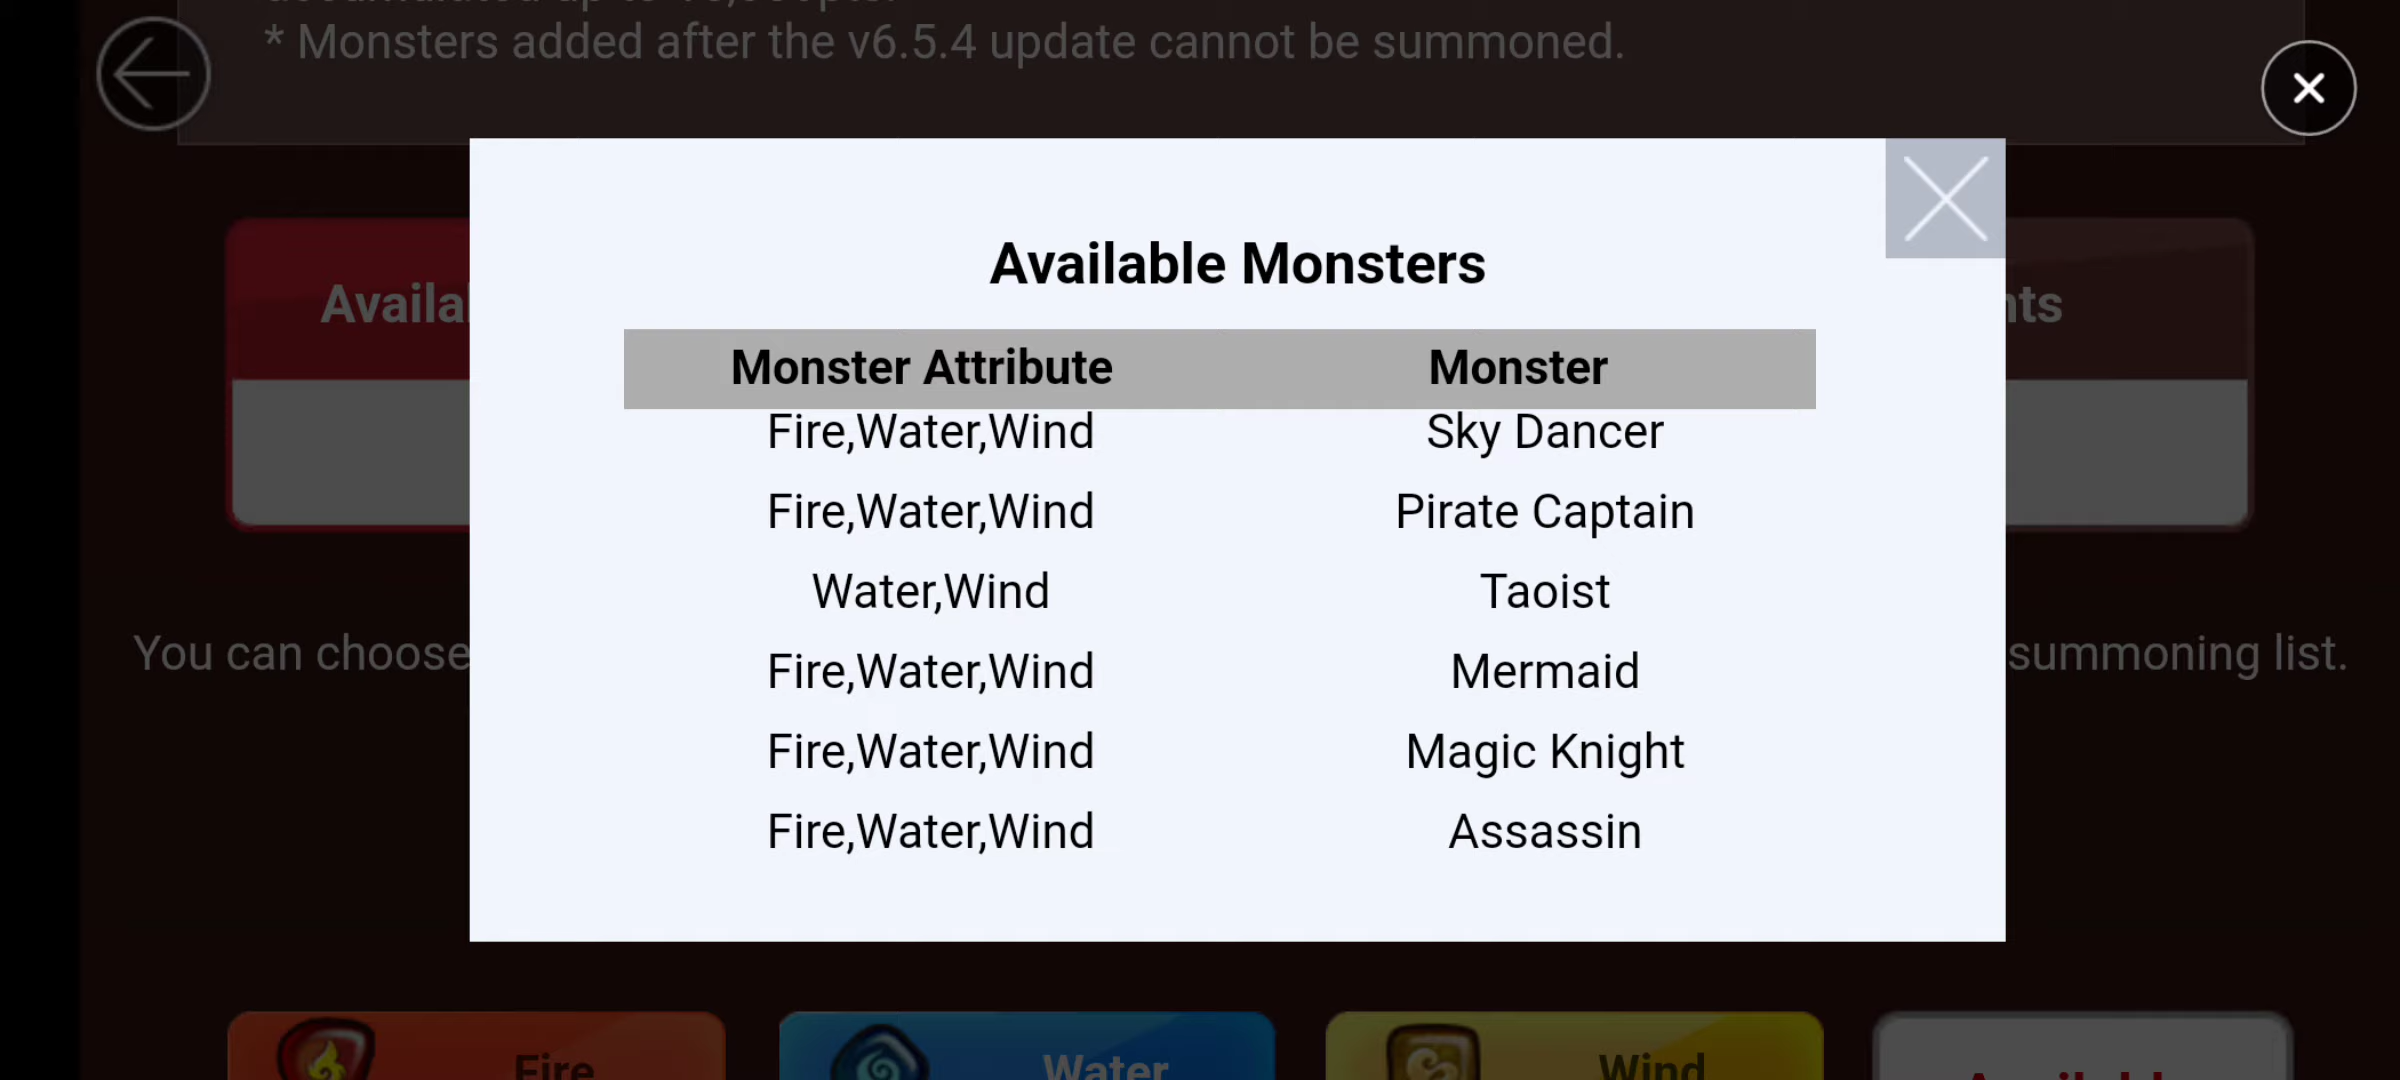 * Monsters added after the v6.5.4 update cannot be summoned.
Available Monsters
Monster Attribute Monster
Fire,Water,Wind Sky Dancer
Fire,Water,Wind Pirate Captain
Water,Wind Taoist
Fire,Water,Wind Mermaid
Fire,Water,Wind Magic Knight
Fire,Water,Wind Assassin
You can choose summoning list.
Fire Water Wind